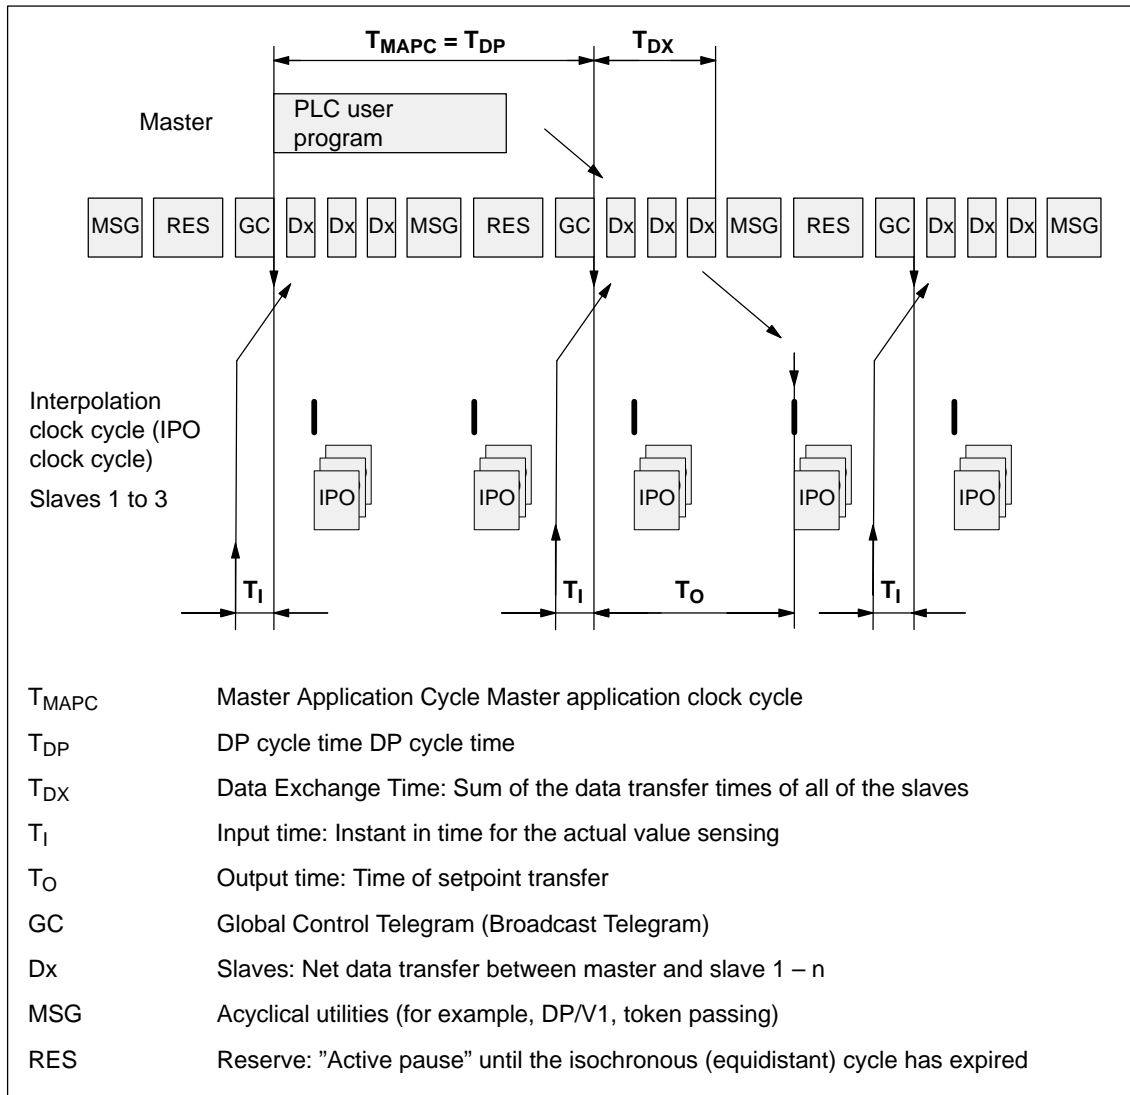 T_MAPC = T_DP T_DX
Master
PLC user
program
MSG RES GC Dx Dx Dx MSG RES GC Dx Dx Dx MSG RES GC Dx Dx Dx MSG
Interpolation
clock cycle (IPO
clock cycle)
Slaves 1 to 3
IPO IPO IPO IPO IPO
T_I T_I T_O T_I
T_MAPC Master Application Cycle Master application clock cycle
T_DP DP cycle time DP cycle time
T_DX Data Exchange Time: Sum of the data transfer times of all of the slaves
T_I Input time: Instant in time for the actual value sensing
T_O Output time: Time of setpoint transfer
GC Global Control Telegram (Broadcast Telegram)
Dx Slaves: Net data transfer between master and slave 1 – n
MSG Acyclical utilities (for example, DP/V1, token passing)
RES Reserve: ”Active pause” until the isochronous (equidistant) cycle has expired